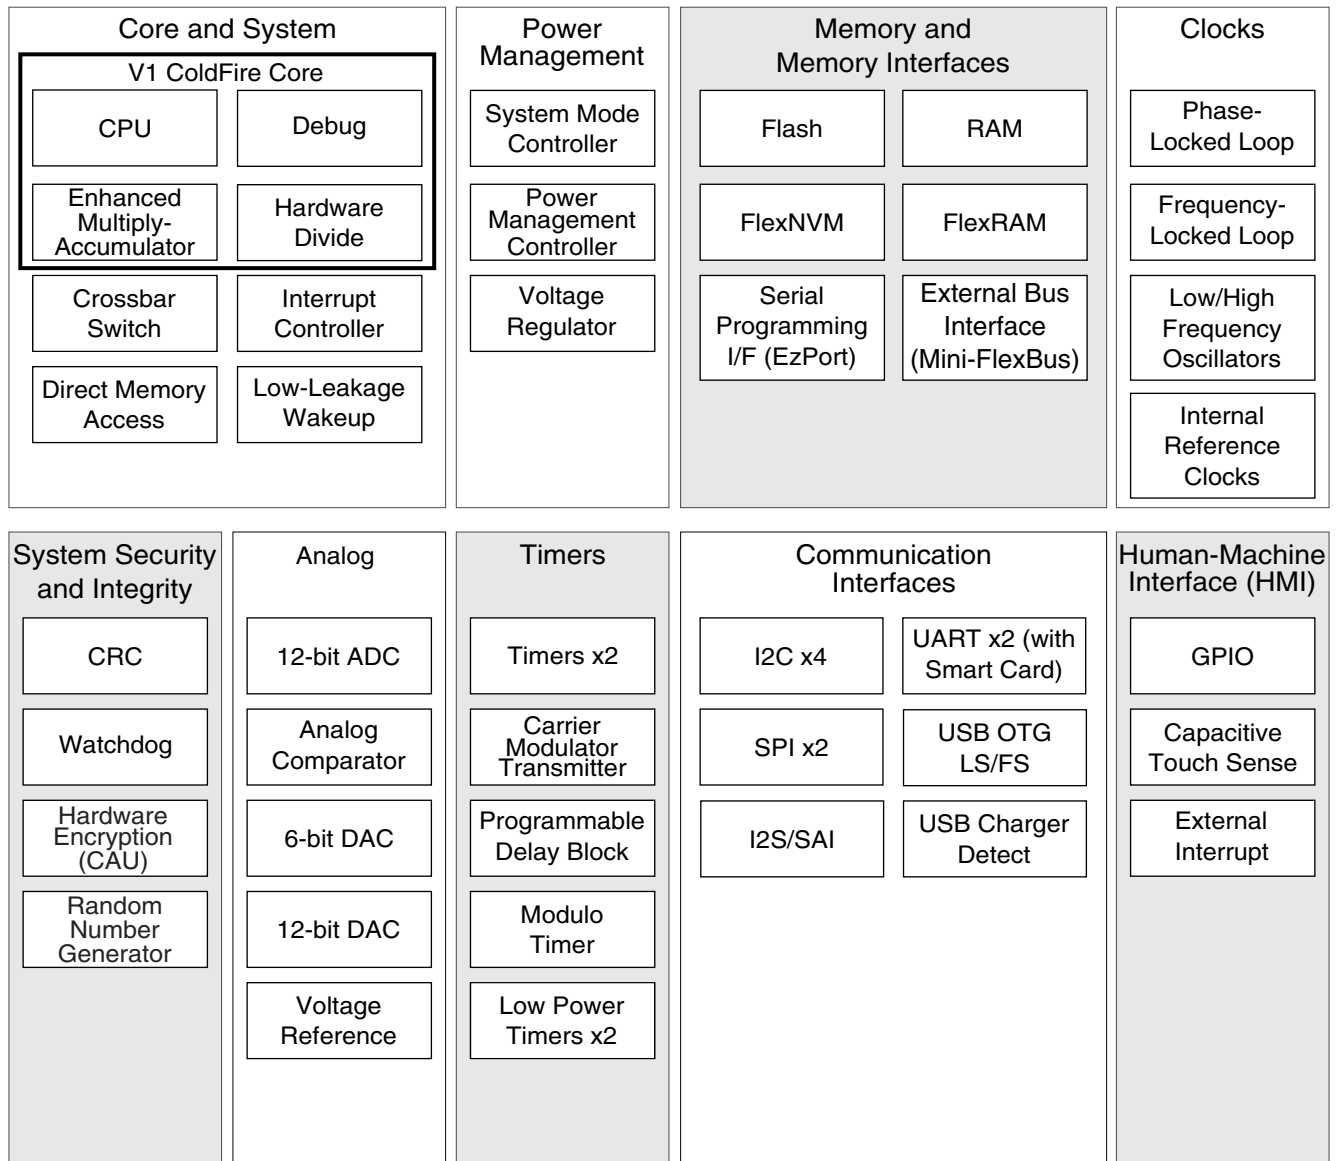 Core and System
V1 ColdFire Core
CPU
Debug
Enhanced
Multiply-
Accumulator
Hardware
Divide
Crossbar
Switch
Interrupt
Controller
Direct Memory
Access
Low-Leakage
Wakeup
Power
Management
System Mode
Controller
Power
Management
Controller
Voltage
Regulator
Memory and
Memory Interfaces
Flash
RAM
FlexNVM
FlexRAM
Serial
Programming
I/F (EzPort)
External Bus
Interface
(Mini-FlexBus)
Clocks
Phase-
Locked Loop
Frequency-
Locked Loop
Low/High
Frequency
Oscillators
Internal
Reference
Clocks
System Security
and Integrity
CRC
Watchdog
Hardware
Encryption
(CAU)
Random
Number
Generator
Analog
12-bit ADC
Analog
Comparator
6-bit DAC
12-bit DAC
Voltage
Reference
Timers
Timers x2
Carrier
Modulator
Transmitter
Programmable
Delay Block
Modulo
Timer
Low Power
Timers x2
Communication
Interfaces
I2C x4
UART x2 (with
Smart Card)
SPI x2
USB OTG
LS/FS
I2S/SAI
USB Charger
Detect
Human-Machine
Interface (HMI)
GPIO
Capacitive
Touch Sense
External
Interrupt